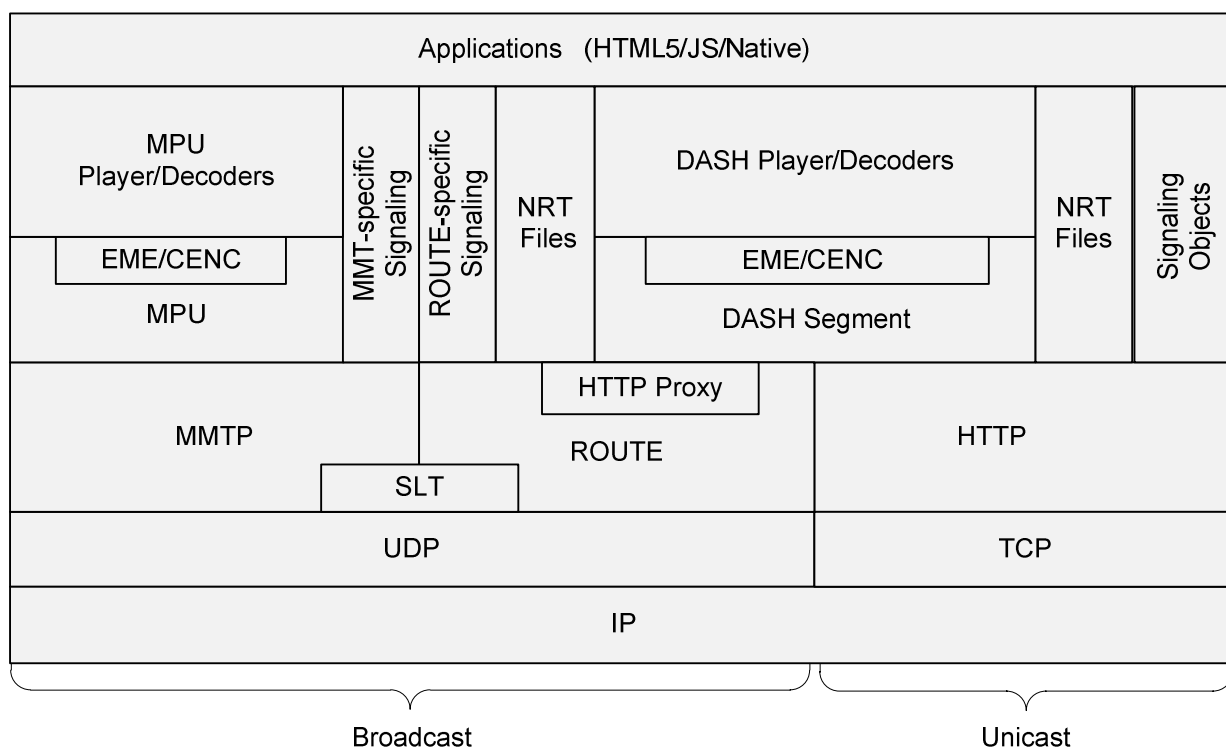 Applications (HTML5/JS/Native)
MPU
Player/Decoders
EME/CENC
MPU
MMT-specific
Signaling
ROUTE-specific
Signaling
NRT
Files
DASH Player/Decoders
EME/CENC
DASH Segment
NRT
Files
Signaling
Objects
MMTP
HTTP Proxy
ROUTE
SLT
HTTP
UDP
TCP
IP
Broadcast
Unicast